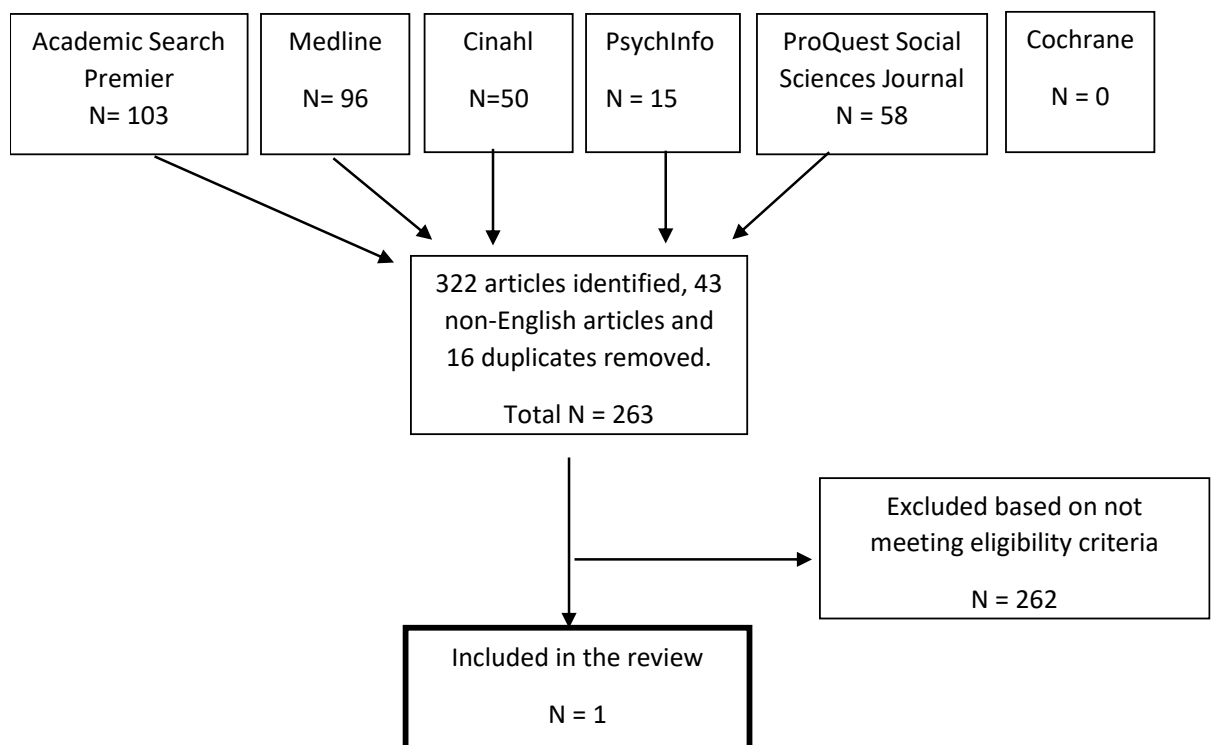 Academic Search
Premier
N= 103
Medline
N= 96
Cinahl
N=50
PsychInfo
N = 15
ProQuest Social
Sciences Journal
N = 58
Cochrane
N = 0
322 articles identified, 43
non-English articles and
16 duplicates removed.
Total N = 263
Excluded based on not
meeting eligibility criteria
N = 262
Included in the review
N = 1